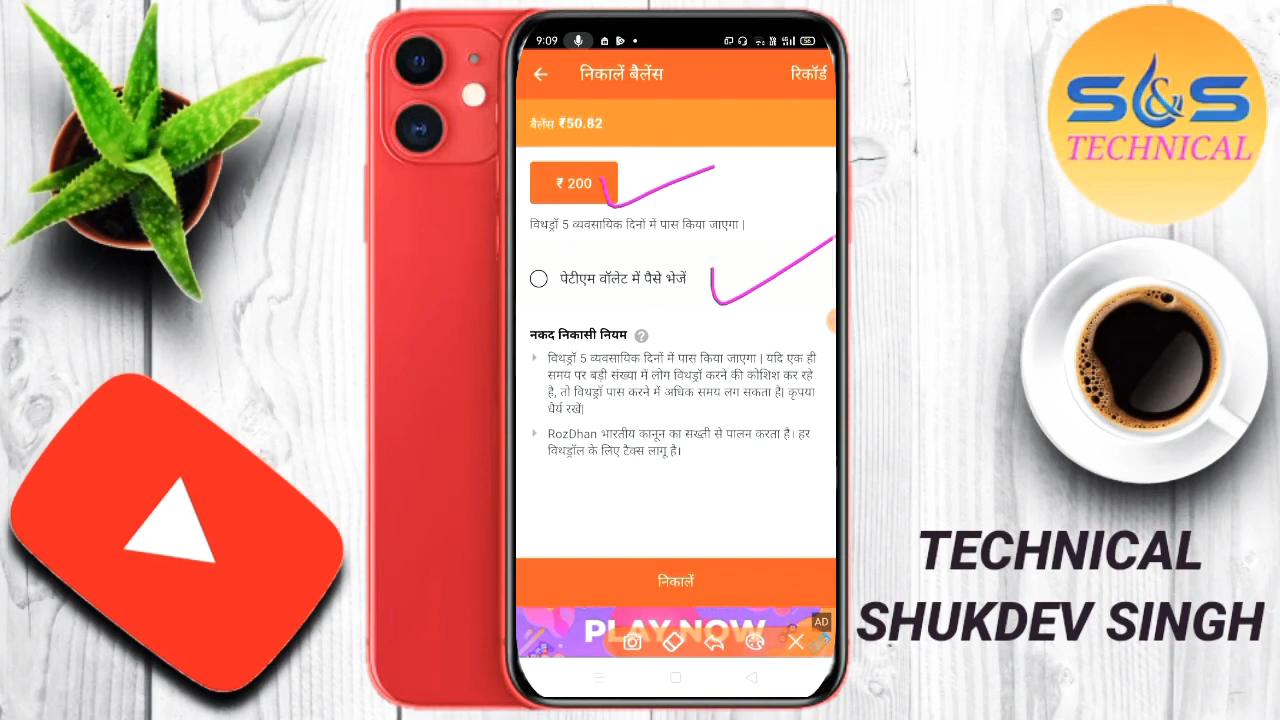 9:09
निकालें बैलेंस
रिकॉर्ड
बैलेंस ₹50.82
₹ 200
विथड्रॉ 5 व्यवसायिक दिनों में पास किया जाएगा |
पेटीएम वॉलेट में पैसे भेजें
नकद निकासी नियम ?
विथड्रॉ 5 व्यवसायिक दिनों में पास किया जाएगा | यदि एक ही
समय पर बड़ी संख्या में लोग विथड्रॉ करने की कोशिश कर रहे
है, तो विथड्रॉ पास करने में अधिक समय लग सकता है| कृपया
धैर्य रखें|
RozDhan भारतीय कानून का सख्ती से पालन करता है। हर
विथड्रॉल के लिए टैक्स लागू है।
निकालें
PLAY NOW
AD
S&S
TECHNICAL
TECHNICAL
SHUKDEV SINGH